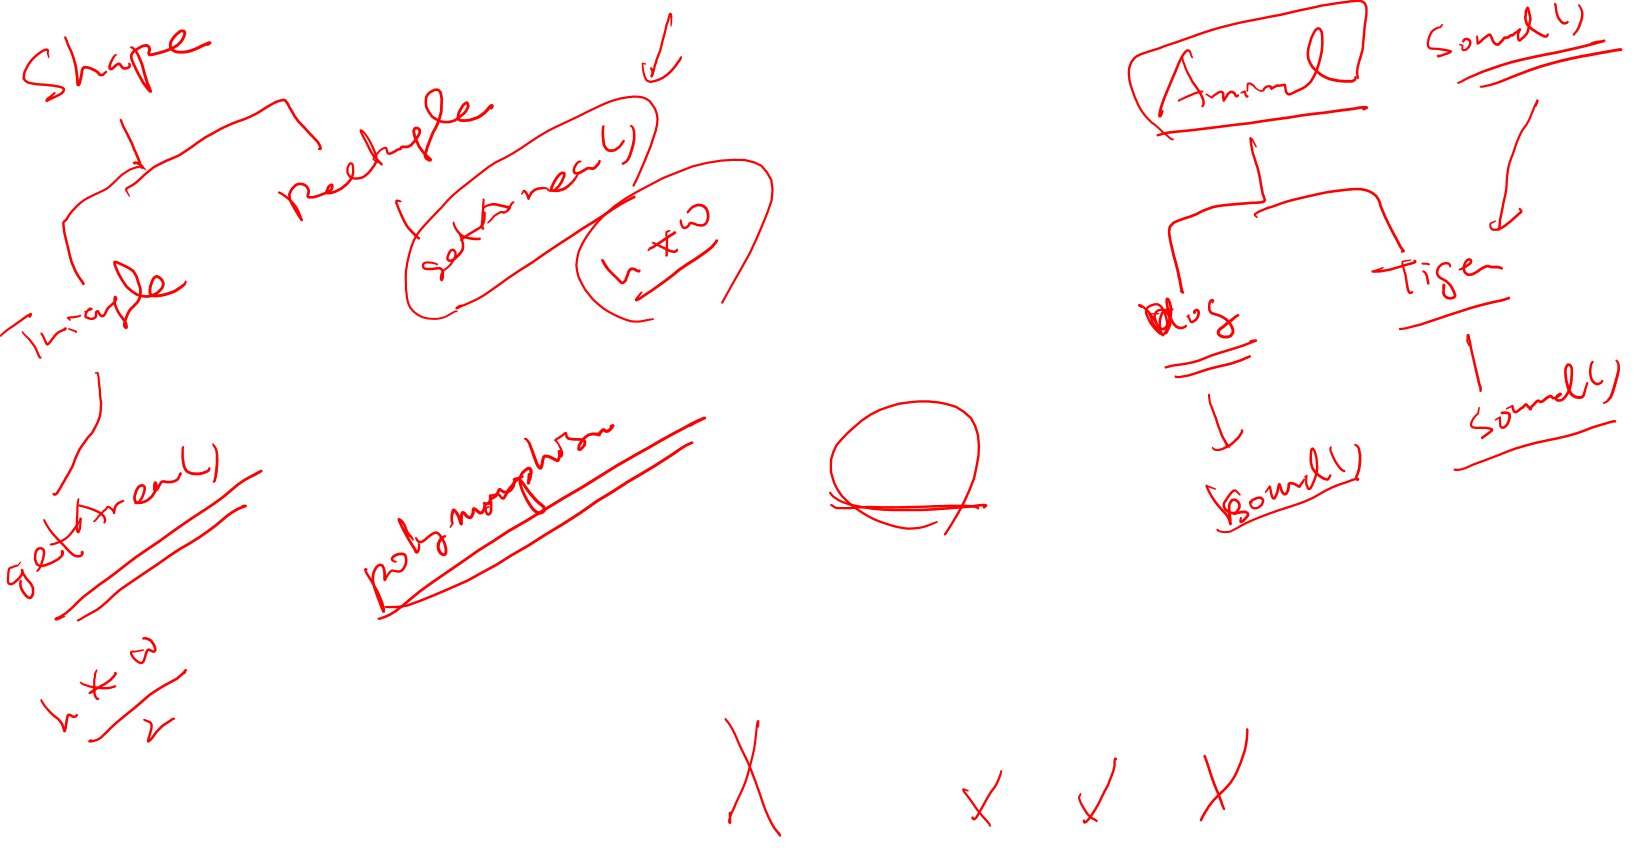 Shape
Rectangle
getArea()
h * w
Triangle
getArea()
h * w
2
polymorphism
Animal
Sound()
Dog
Tiger
Sound()
Sound()